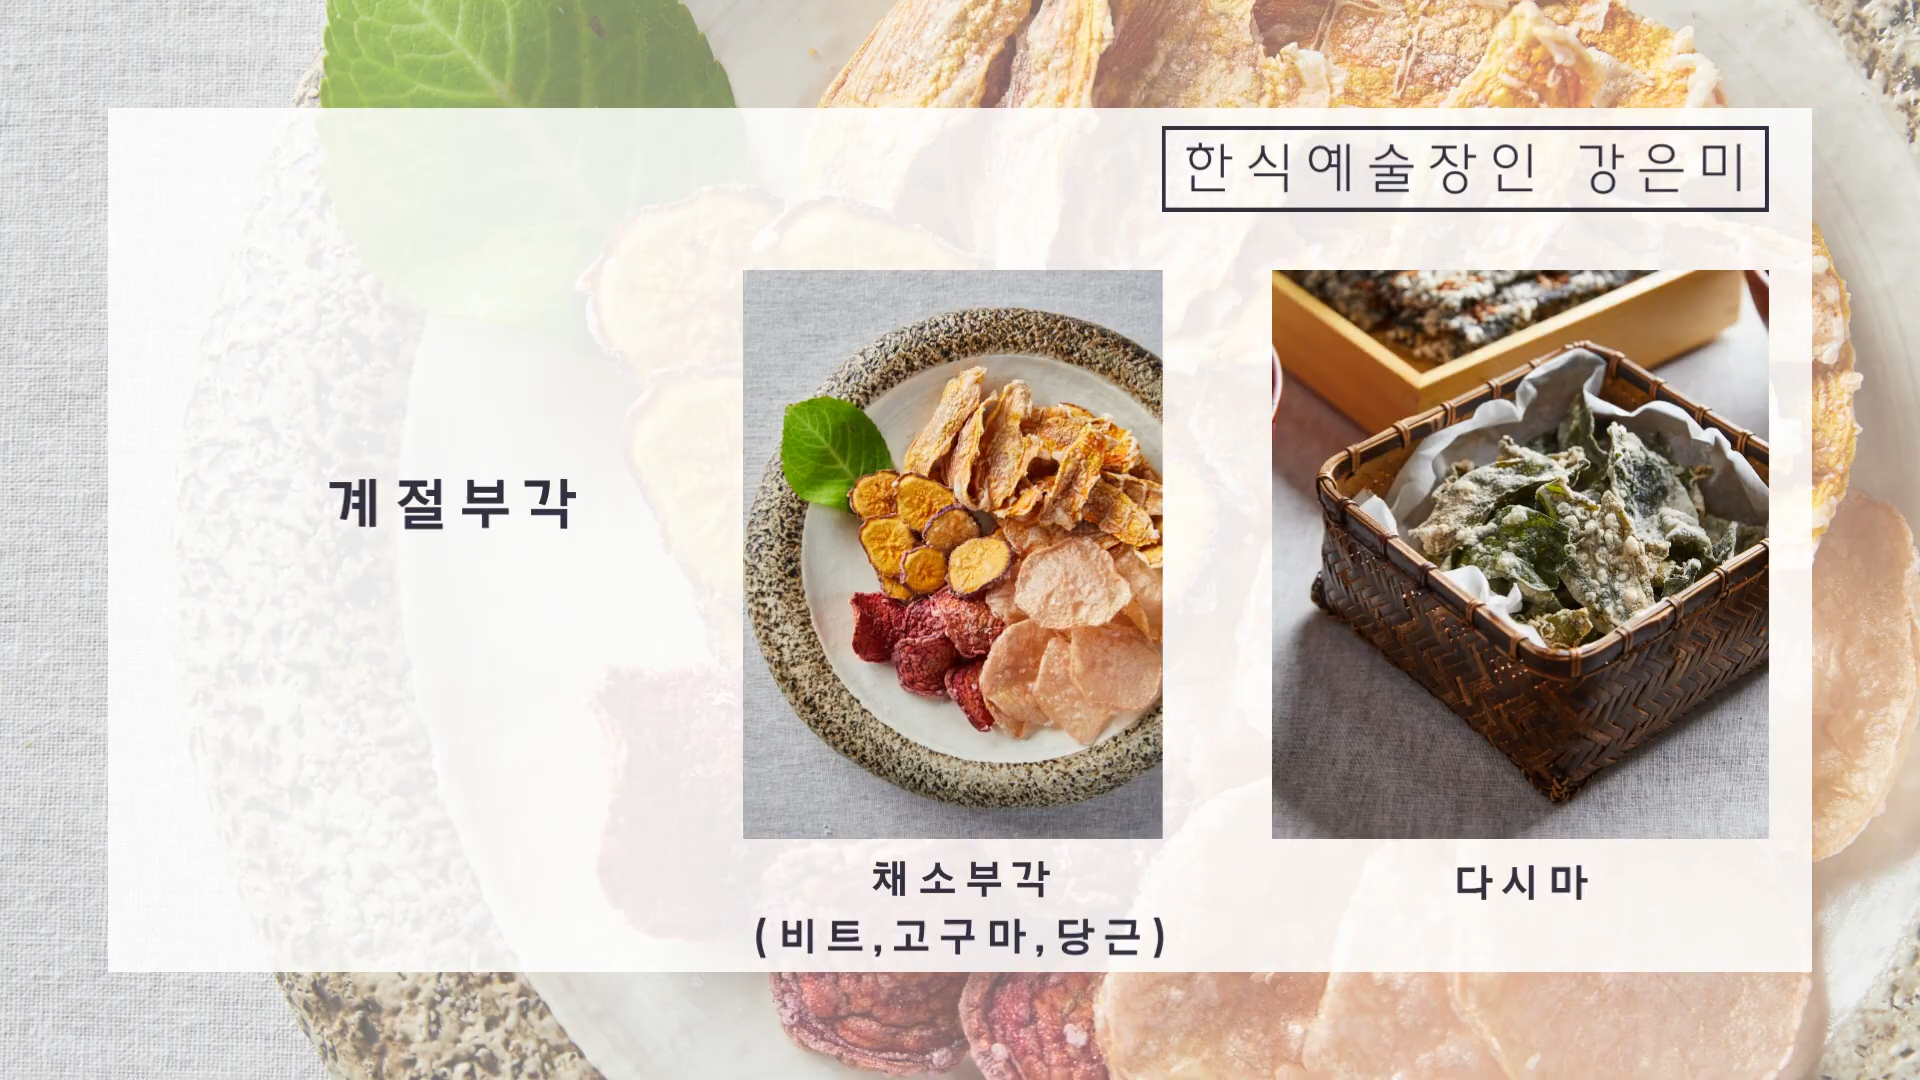 한식예술장인 강은미
계절부각
채소부각
(비트,고구마,당근)
다시마